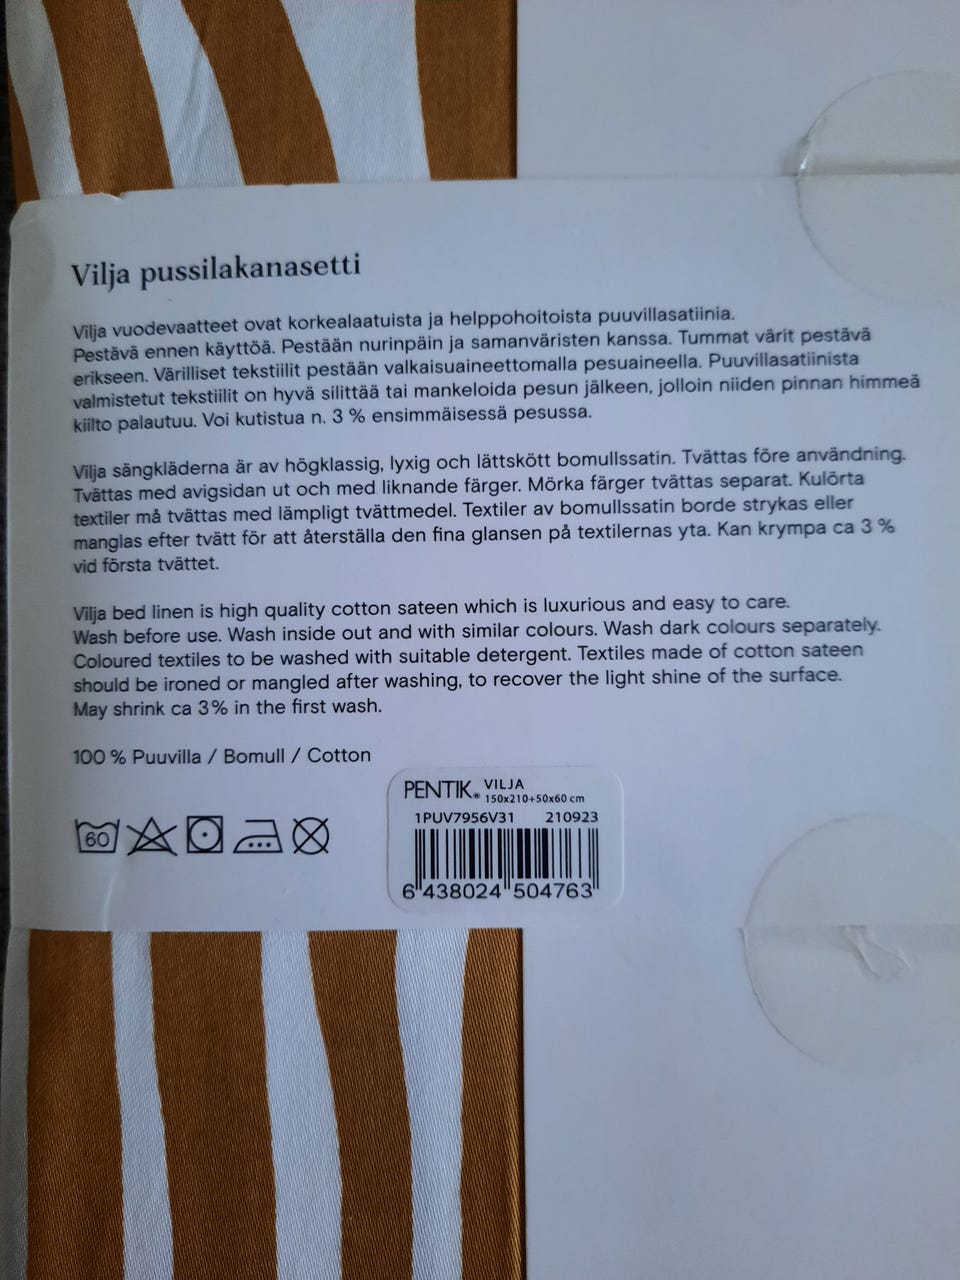 Vilja pussilakanasetti
Vilja vuodevaatteet ovat korkealaatuista ja helppohoitoista puuvillasatiinia.
Pestävä ennen käyttöä. Pestään nurinpäin ja samanväristen kanssa. Tummat värit pestävä
erikseen. Värilliset tekstiilit pestään valkaisuaineettomalla pesuaineella. Puuvillasatiinista
valmistetut tekstiilit on hyvä silittää tai mankeloida pesun jälkeen, jolloin niiden pinnan himmeä
kiilto palautuu. Voi kutistua n. 3 % ensimmäisessä pesussa.
Vilja sängkläderna är av högklassig, lyxig och lättskött bomullssatin. Tvättas före användning.
Tvättas med avigsidan ut och med liknande färger. Mörka färger tvättas separat. Kulörta
textiler må tvättas med lämpligt tvättmedel. Textiler av bomullssatin borde strykas eller
manglas efter tvätt för att återställa den fina glansen på textilernas yta. Kan krympa ca 3 %
vid första tvättet.
Vilja bed linen is high quality cotton sateen which is luxurious and easy to care.
Wash before use. Wash inside out and with similar colours. Wash dark colours separately.
Coloured textiles to be washed with suitable detergent. Textiles made of cotton sateen
should be ironed or mangled after washing, to recover the light shine of the surface.
May shrink ca 3% in the first wash.
100 % Puuvilla / Bomull / Cotton
60
PENTIK® VILJA
150x210+50x60 cm
1PUV7956V31 210923
6 438024 504763